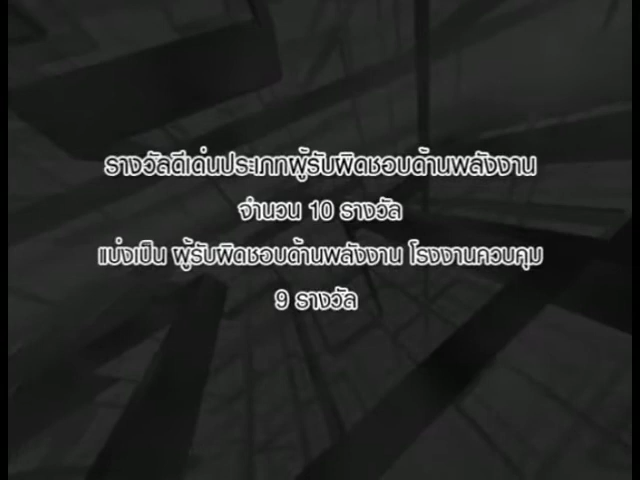 รางวัลดีเด่นประเภทผู้รับผิดชอบด้านพลังงาน
จำนวน 10 รางวัล
แบ่งเป็น ผู้รับผิดชอบด้านพลังงาน โรงงานควบคุม
9 รางวัล